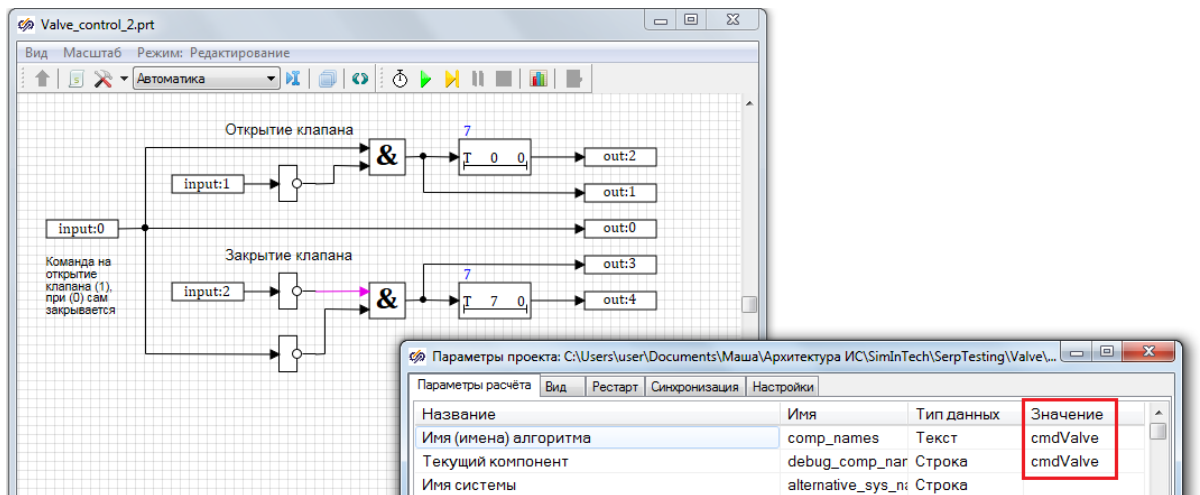 Valve_control_2.prt
Вид Масштаб Режим: Редактирование
Автоматика
Открытие клапана
7
&
T 0 0
out:2
input:1
out:1
input:0
out:0
Команда на
открытие
клапана (1),
при (0) сам
закрывается
Закрытие клапана
out:3
7
input:2
&
T 7 0
out:4
Параметры проекта: C:\Users\user\Documents\Маша\Архитектура ИС\SimInTech\SerpTesting\Valve\...
Параметры расчёта Вид Рестарт Синхронизация Настройки
Название Имя Тип данных Значение
Имя (имена) алгоритма comp_names Текст cmdValve
Текущий компонент debug_comp_nar Строка cmdValve
Имя системы alternative_sys_na Строка